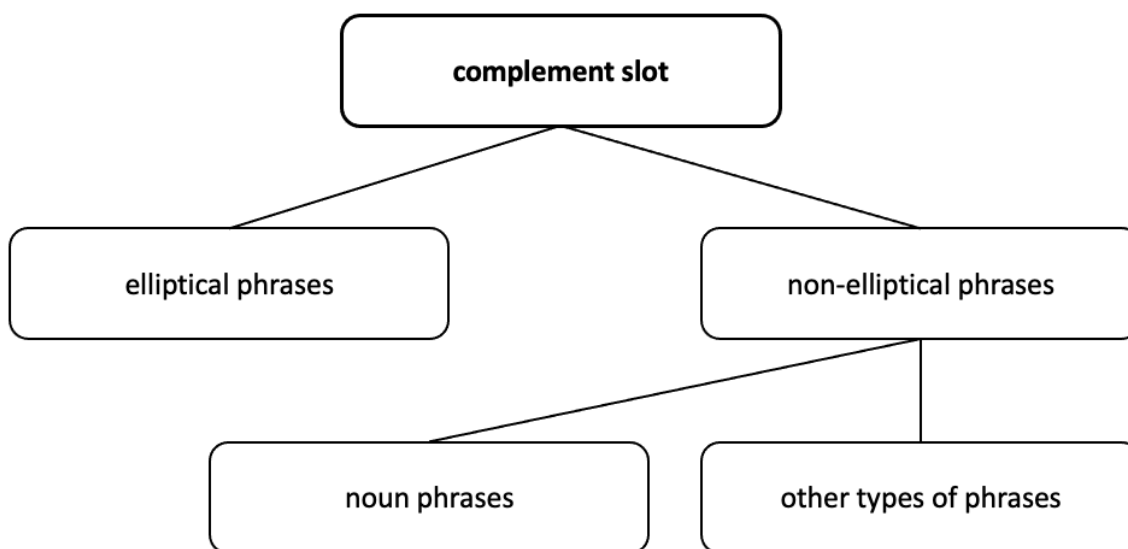 complement slot
elliptical phrases
non-elliptical phrases
noun phrases
other types of phrases